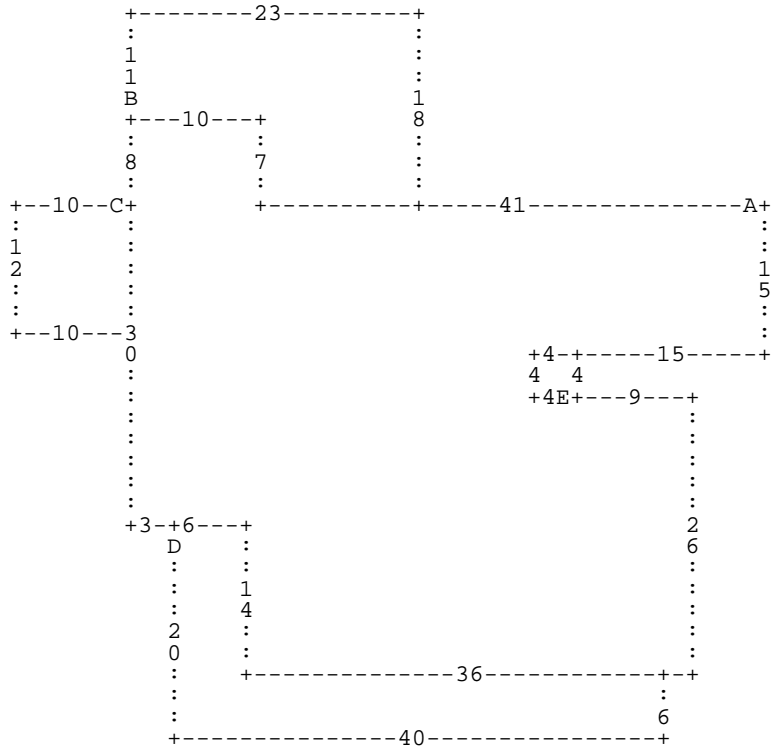 +--------23---------+
        :                   :
        1                   :
        1                   :
        B                   1
        +---10---+          8
        :        :          :
        8        7          :
        :        :          :
+--10--C+        +----------+-----41---------------A+
:       :                                           :
1       :                                           :
2       :                                           1
:       :                                           5
:       :                                           :
+--10---3                                           :
        0                           +4-+-----15-----+
        :                           4  4
        :                           +4E+---9---+
        :                                      :
        :                                      :
        :                                      :
        :                                      :
        :                                      :
        +3-+6---+                              2
           D    :                              6
           :    :                              :
           :    1                              :
           :    4                              :
           2    :                              :
           0    :                              :
           :    +--------------36------------+-+
           :                                 :
           :                                 6
           +---------------40----------------+